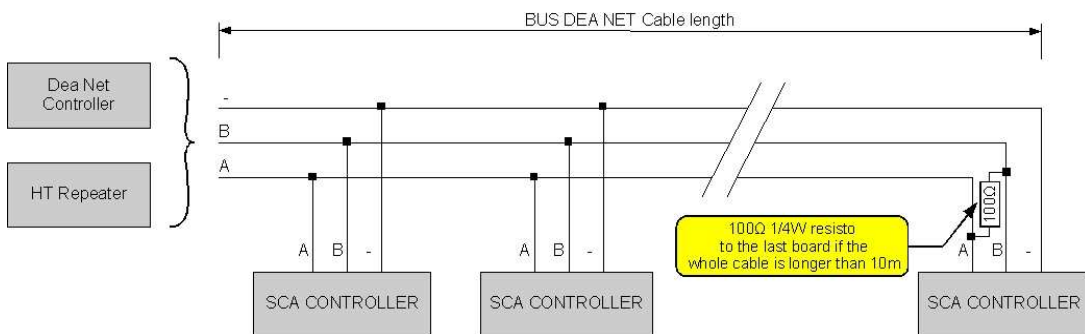 BUS DEA NET Cable length
Dea Net
Controller
HT Repeater
-
B
A
100Ω
100Ω 1/4W resisto
to the last board if the
whole cable is longer than 10m
A B -
A B -
A B -
SCA CONTROLLER
SCA CONTROLLER
SCA CONTROLLER